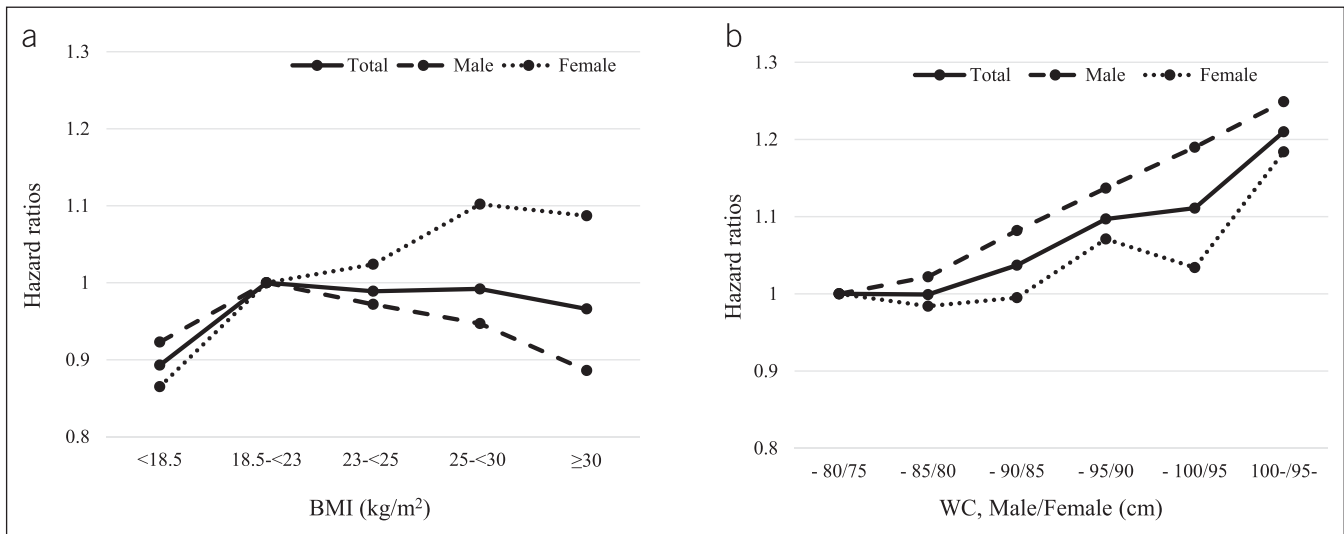 a
1.3
1.2
1.1
1
0.9
0.8
Hazard ratios
Total Male Female
<18.5 18.5-<23 23-<25 25-<30 ≥30
BMI (kg/m²)
b
1.3
1.2
1.1
1
0.9
0.8
Hazard ratios
Total Male Female
- 80/75 - 85/80 - 90/85 - 95/90 - 100/95 100-/95-
WC, Male/Female (cm)